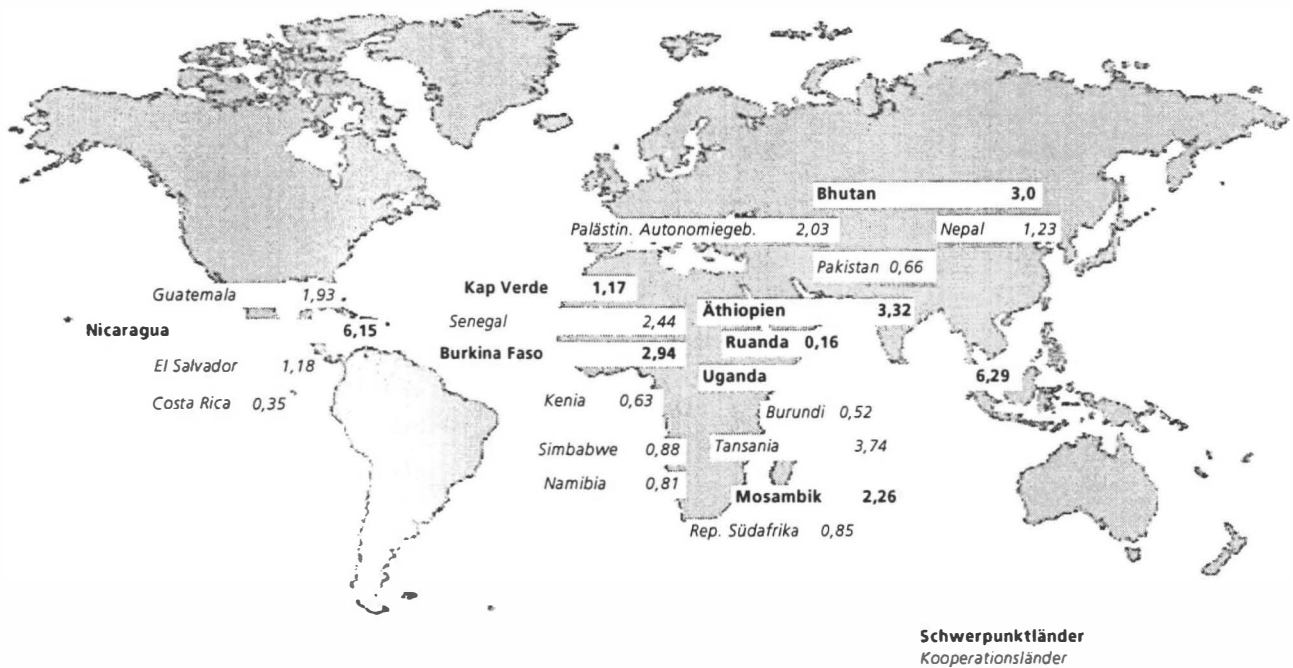 Bhutan 3,0
Palästin. Autonomiegeb. 2,03 Nepal 1,23
Pakistan 0,66
Guatemala 1,93 Kap Verde 1,17
Äthiopien 3,32
Nicaragua 6,15 Senegal 2,44
Ruanda 0,16
Burkina Faso 2,94
El Salvador 1,18 Uganda 6,29
Costa Rica 0,35 Kenia 0,63
Burundi 0,52
Simbabwe 0,88 Tansania 3,74
Namibia 0,81
Mosambik 2,26
Rep. Südafrika 0,85
Schwerpunktländer
Kooperationsländer